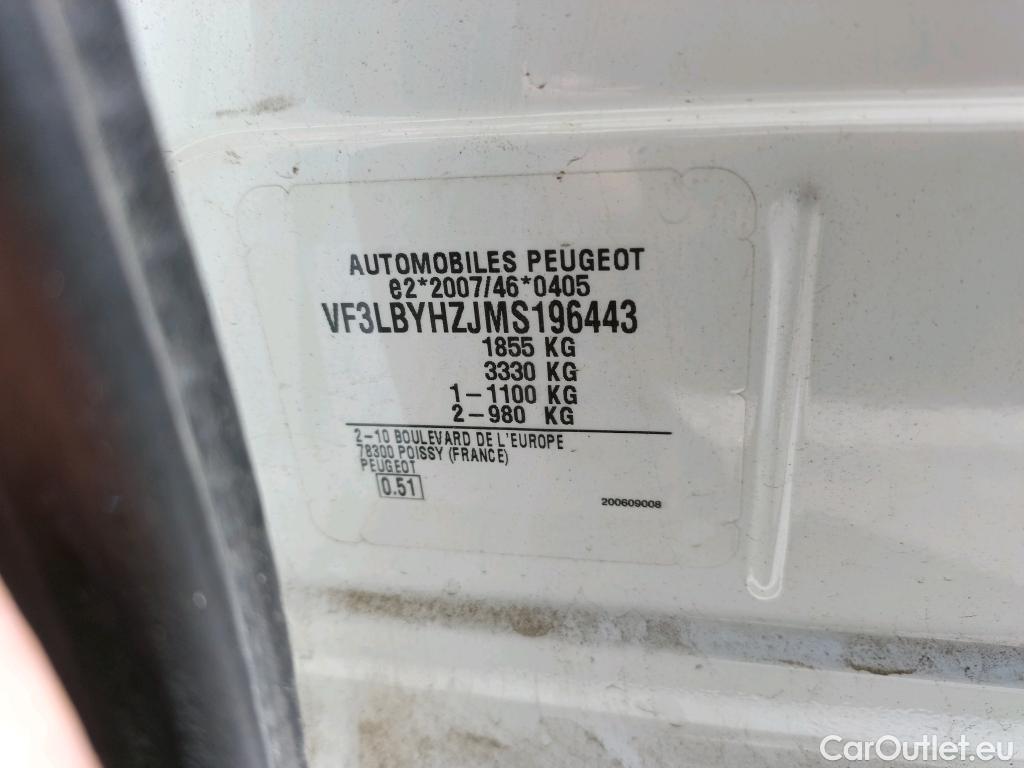 AUTOMOBILES PEUGEOT
e2*2007/46*0405
VF3LBYHZJMS196443
1855 KG
3330 KG
1-1100 KG
2-980 KG
2-10 BOULEVARD DE L'EUROPE
78300 POISSY (FRANCE)
PEUGEOT
0.51
200609008
CarOutlet.eu